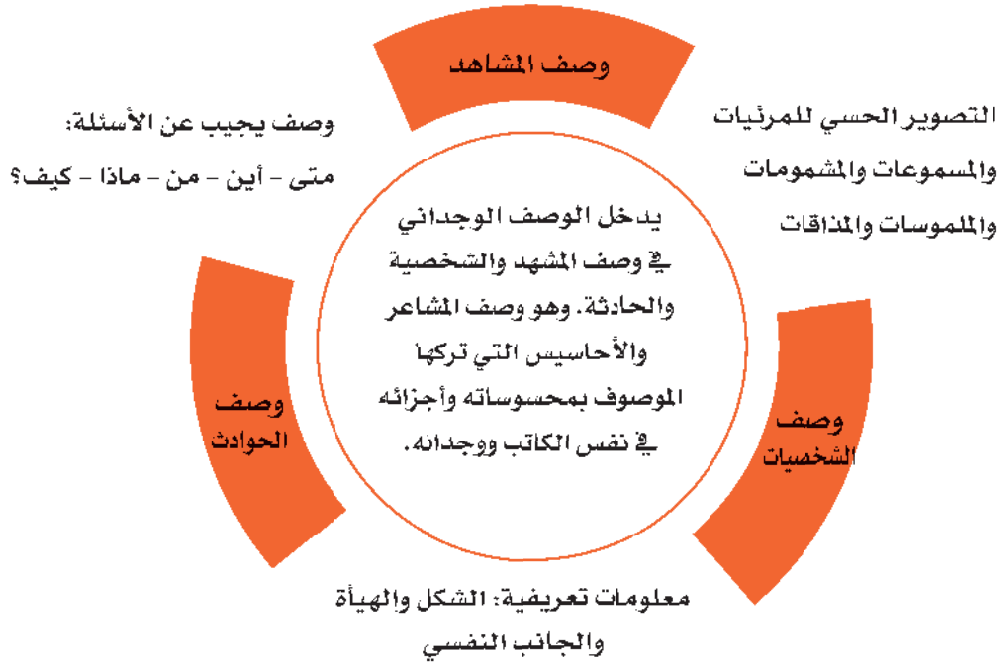 وصف المشاهد
التصوير الحسي للمرئيات
والمسموعات والمشمومات
والملموسات والمذاقات
وصف يجيب عن الأسئلة:
متى - أين - من - ماذا - كيف؟
يدخل الوصف الوجداني
في وصف المشهد والشخصية
والحادثة. وهو وصف المشاعر
والأحاسيس التي تركها
الموصوف بمحسوساته وأجزائه
في نفس الكاتب ووجدانه.
وصف
الشخصيات
وصف
الحوادث
معلومات تعريفية: الشكل والهيأة
والجانب النفسي